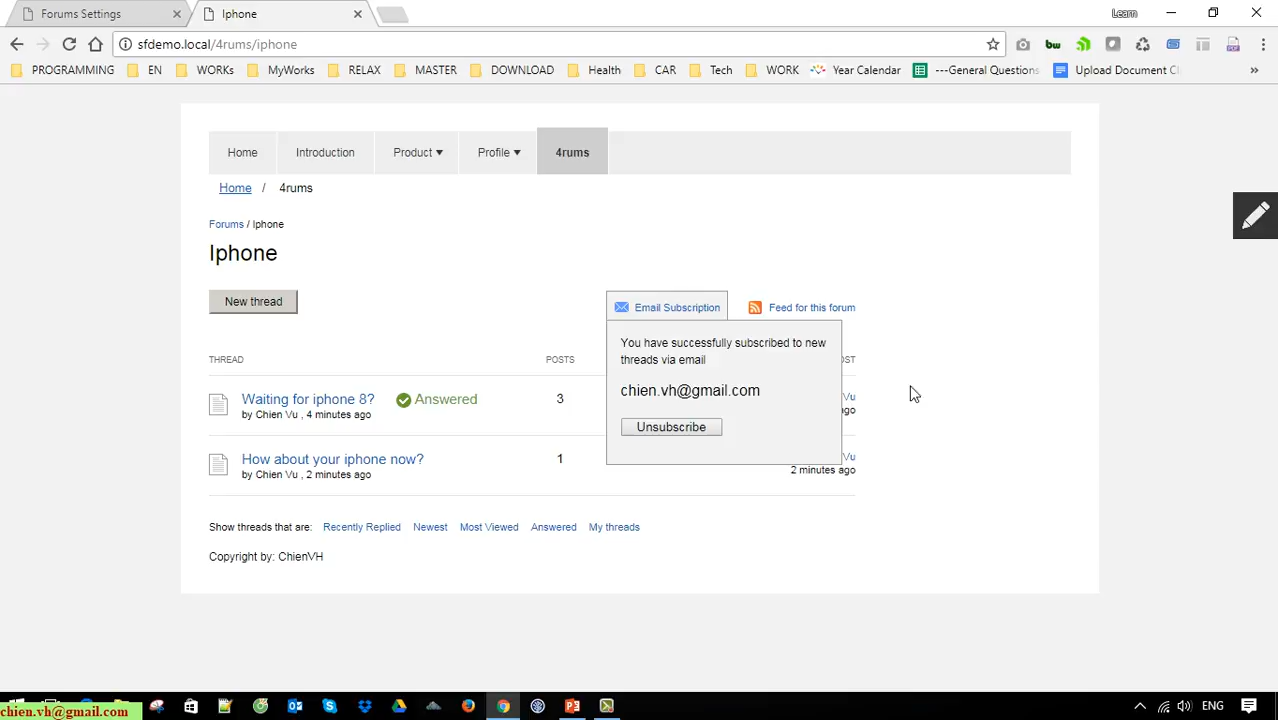 Forums Settings
Iphone
Learn
sfdemo.local/4rums/iphone
PROGRAMMING EN WORKs MyWorks RELAX MASTER DOWNLOAD Health CAR Tech WORK Year Calendar ---General Questions Upload Document Cl »
Home Introduction Product Profile 4rums
Home / 4rums
Forums / Iphone
Iphone
New thread
Email Subscription
Feed for this forum
You have successfully subscribed to new
threads via email
chien.vh@gmail.com
Unsubscribe
THREAD POSTS OST
Waiting for iphone 8? Answered 3 Vu
by Chien Vu , 4 minutes ago ago
How about your iphone now? 1 Vu
by Chien Vu , 2 minutes ago 2 minutes ago
Show threads that are: Recently Replied Newest Most Viewed Answered My threads
Copyright by: ChienVH
chien.vh@gmail.com
ENG